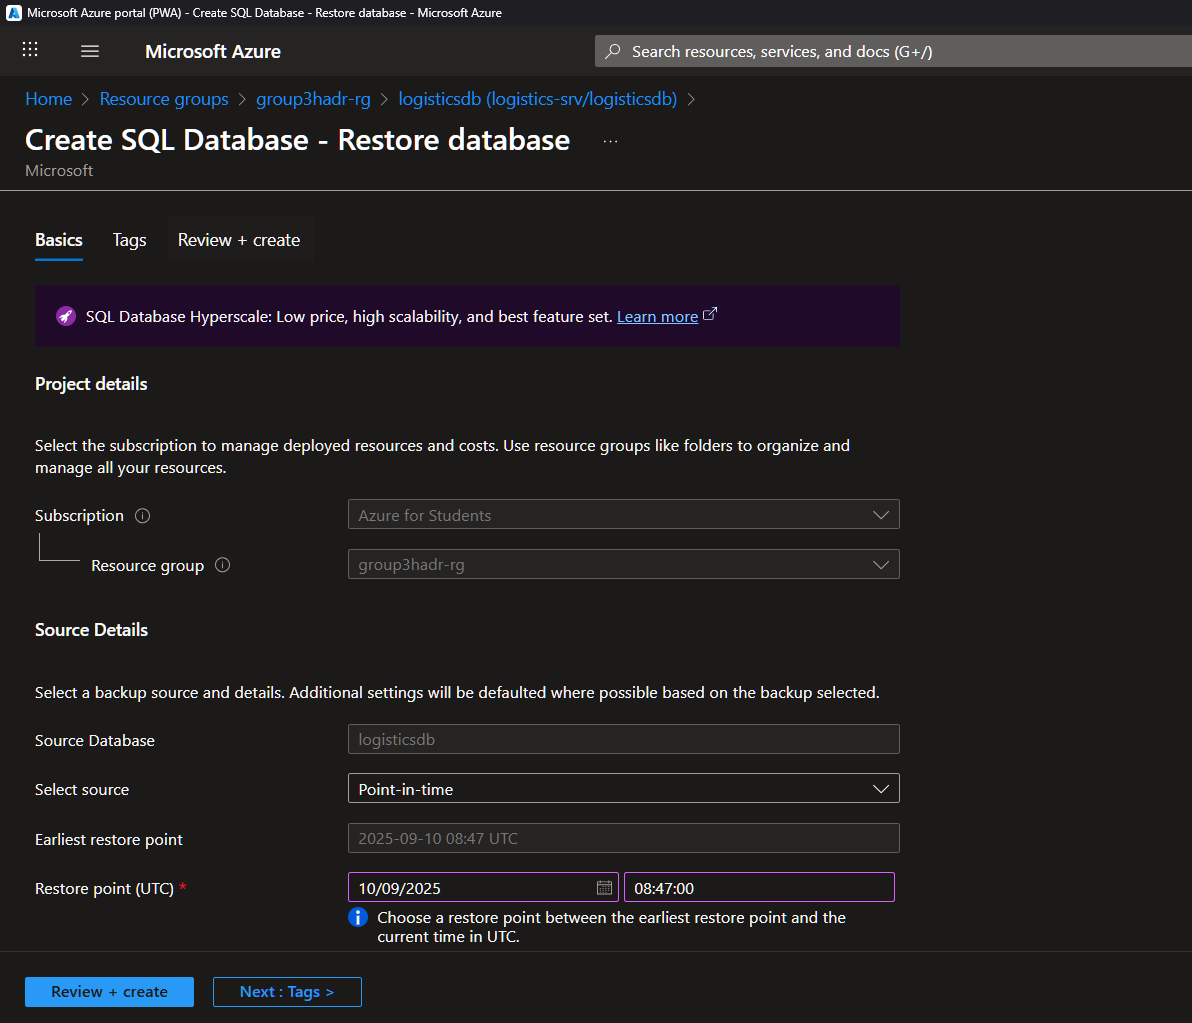 Microsoft Azure portal (PWA) - Create SQL Database - Restore database - Microsoft Azure
Microsoft Azure
Search resources, services, and docs (G+/)
Home > Resource groups > group3hadr-rg > logisticsdb (logistics-srv/logisticsdb) >
Create SQL Database - Restore database ...
Microsoft
Basics Tags Review + create
SQL Database Hyperscale: Low price, high scalability, and best feature set. Learn more
Project details
Select the subscription to manage deployed resources and costs. Use resource groups like folders to organize and
manage all your resources.
Subscription Azure for Students
Resource group group3hadr-rg
Source Details
Select a backup source and details. Additional settings will be defaulted where possible based on the backup selected.
Source Database logisticsdb
Select source Point-in-time
Earliest restore point 2025-09-10 08:47 UTC
Restore point (UTC) * 10/09/2025 08:47:00
Choose a restore point between the earliest restore point and the
current time in UTC.
Review + create Next : Tags >